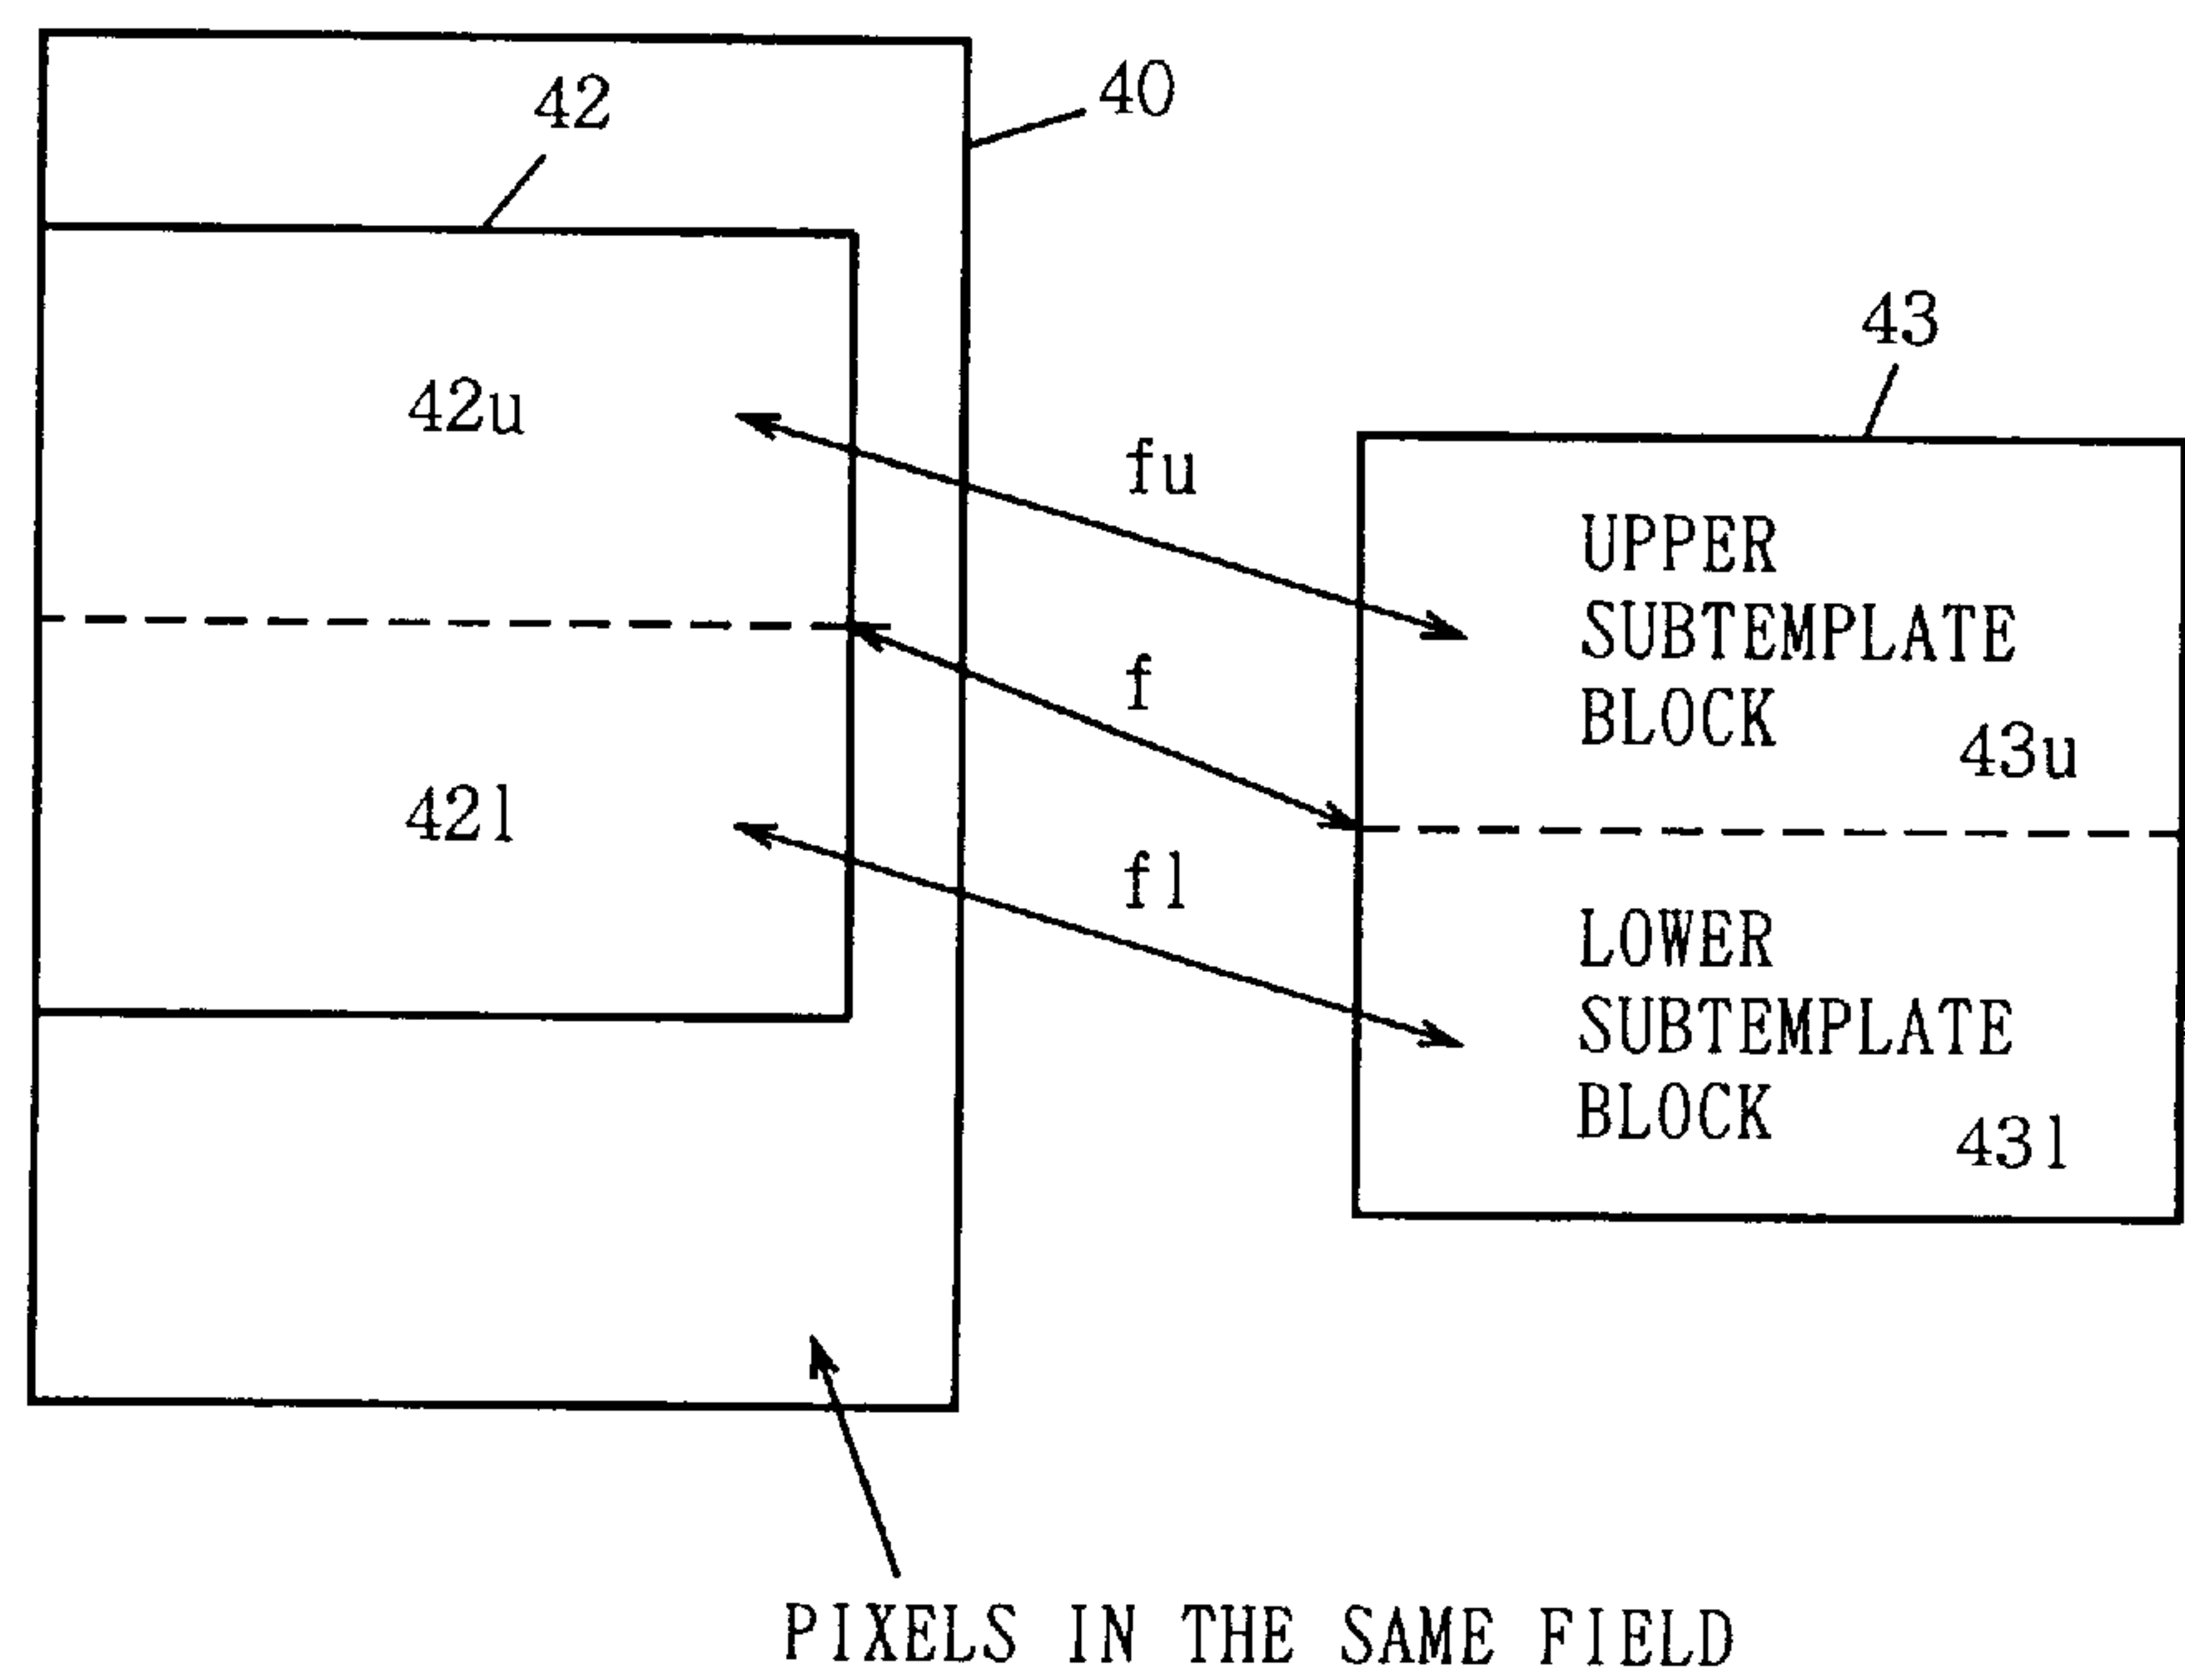 42
40
42u
43
fu
UPPER
SUBTEMPLATE
BLOCK
43u
f
42l
fl
LOWER
SUBTEMPLATE
BLOCK
43l
PIXELS IN THE SAME FIELD